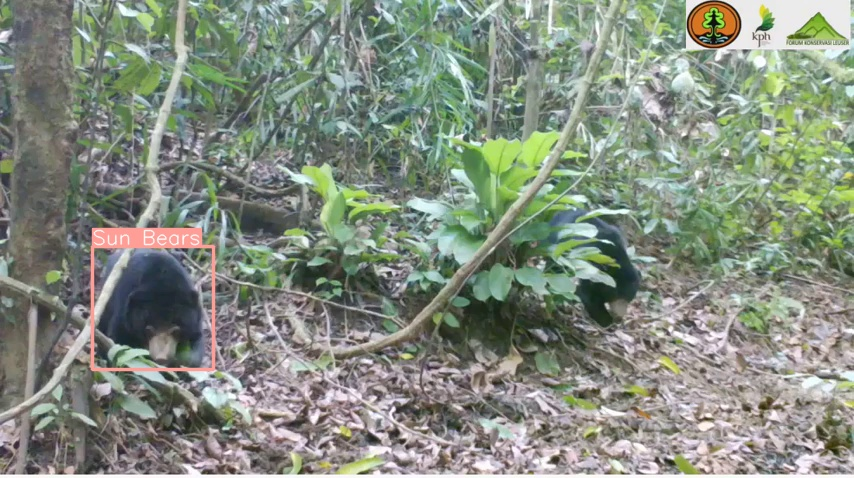 kph
FORUM KONSERVASI LEUSER
Sun Bears